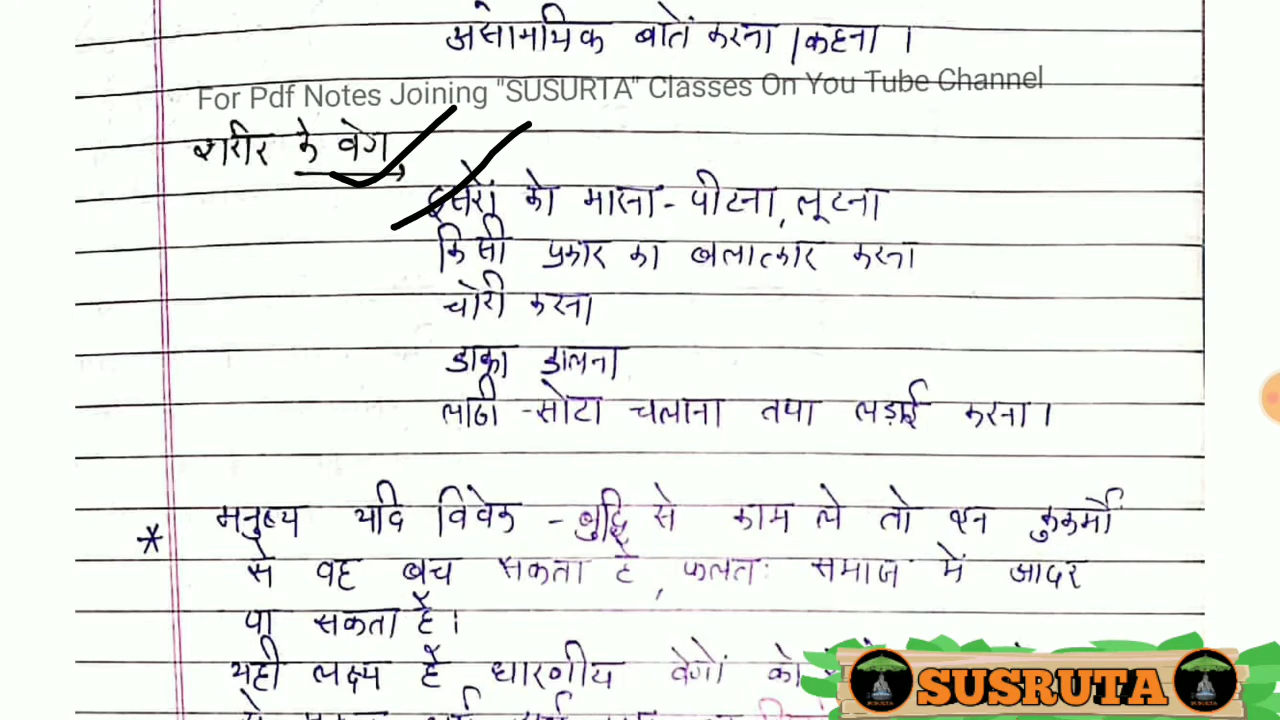 असामयिक बातें करना / कहना ।
For Pdf Notes Joining "SUSURTA" Classes On You Tube Channel
शरीर के वेग →
दूसरों को मारना - पीटना, लूटना
किसी प्रकार का बलात्कार करना
चोरी करना
डाका डालना
लाठी - सोटा चलाना तथा लड़ाई करना ।
* मनुष्य यदि विवेक - बुद्धि से काम ले तो इन कुकर्मों
से वह बच सकता है, फलतः समाज में आदर
पा सकता है ।
यही लक्ष्य है धारणीय वेगों को
SUSRUTA